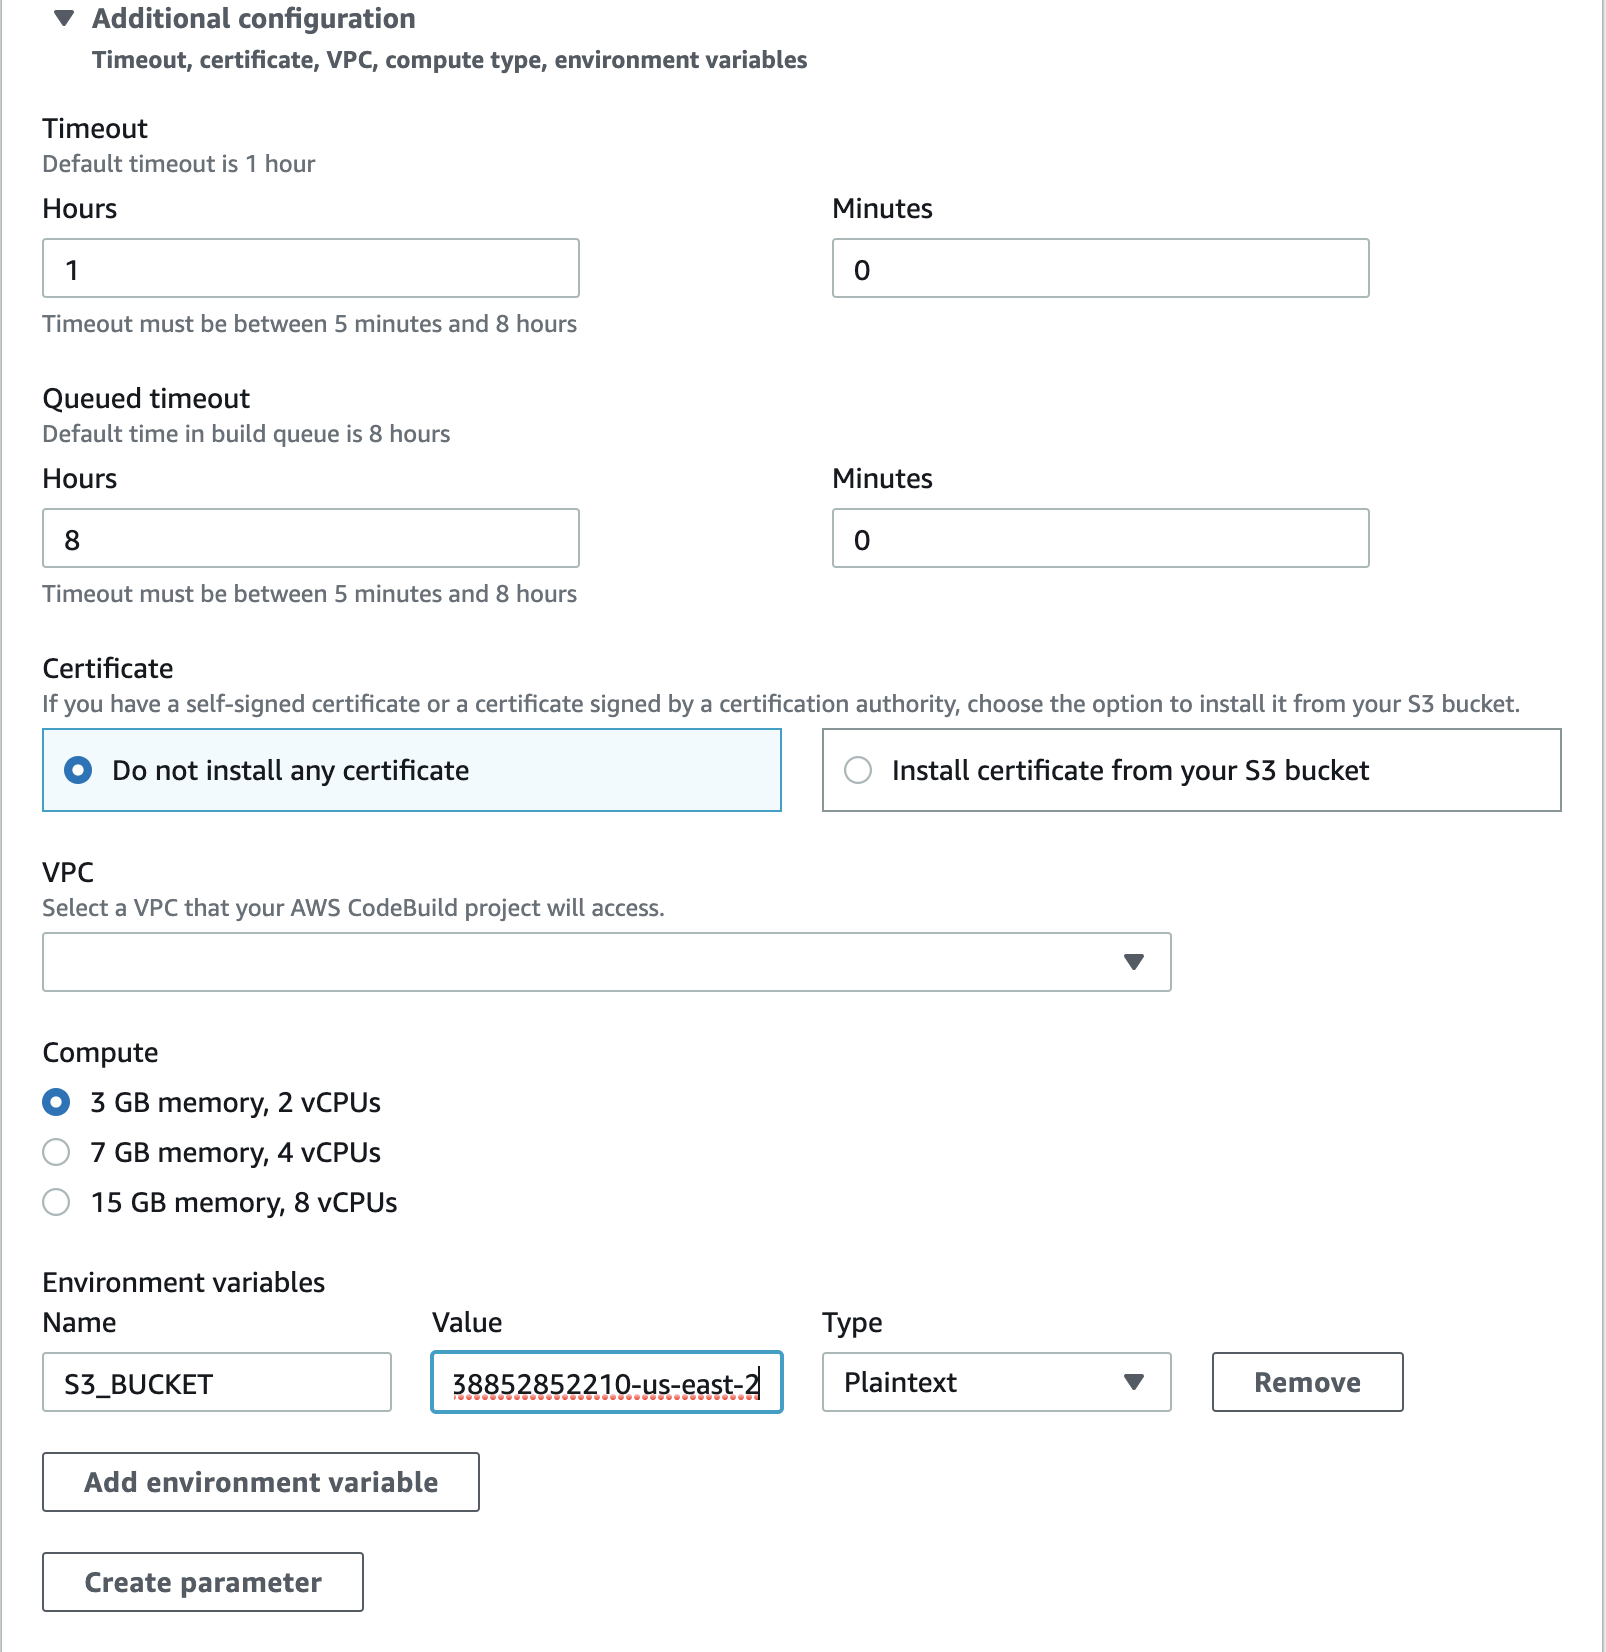 Additional configuration
Timeout, certificate, VPC, compute type, environment variables
Timeout
Default timeout is 1 hour
Hours
Minutes
1
0
Timeout must be between 5 minutes and 8 hours
Queued timeout
Default time in build queue is 8 hours
Hours
Minutes
8
0
Timeout must be between 5 minutes and 8 hours
Certificate
If you have a self-signed certificate or a certificate signed by a certification authority, choose the option to install it from your S3 bucket.
Do not install any certificate
Install certificate from your S3 bucket
VPC
Select a VPC that your AWS CodeBuild project will access.
Compute
3 GB memory, 2 vCPUs
7 GB memory, 4 vCPUs
15 GB memory, 8 vCPUs
Environment variables
Name
Value
Type
S3_BUCKET
38852852210-us-east-2
Plaintext
Remove
Add environment variable
Create parameter